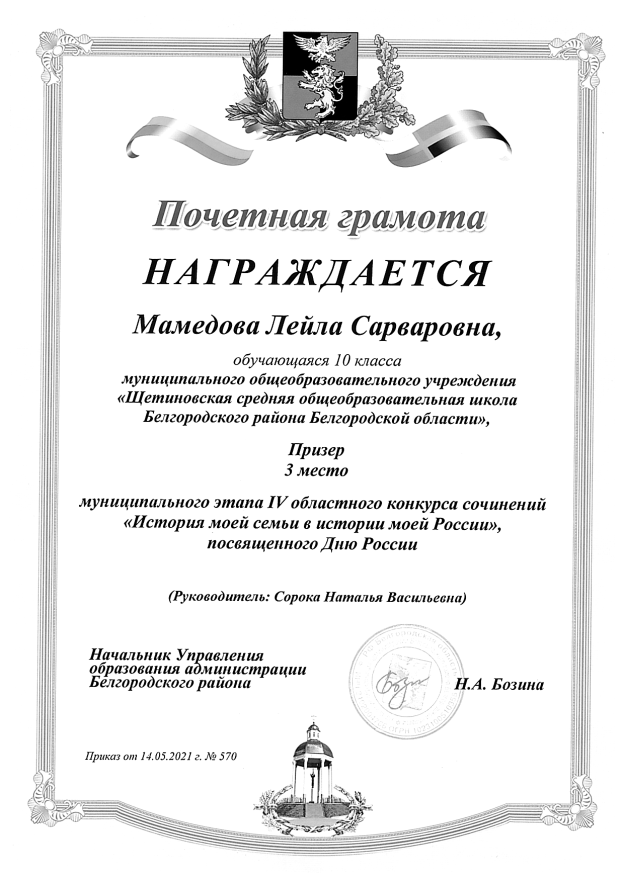 Почетная грамота
НАГРАЖДАЕТСЯ
Мамедова Лейла Сарваровна,
обучающаяся 10 класса
муниципального общеобразовательного учреждения
«Щетиновская средняя общеобразовательная школа
Белгородского района Белгородской области»,
Призер
3 место
муниципального этапа IV областного конкурса сочинений
«История моей семьи в истории моей России»,
посвященного Дню России
(Руководитель: Сорока Наталья Васильевна)
Начальник Управления
образования администрации
Белгородского района
Н.А. Бозина
Приказ от 14.05.2021 г. № 570